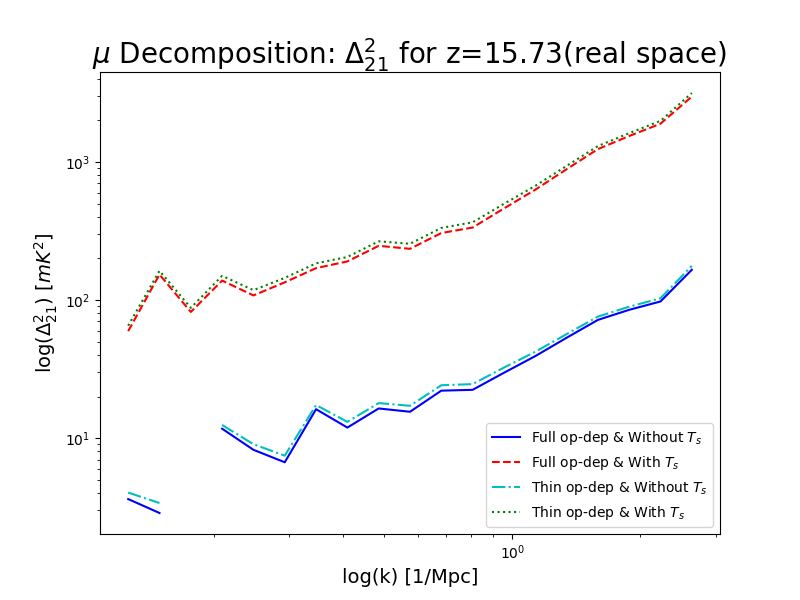 μ Decomposition: Δ²₂₁ for z=15.73(real space)
log(Δ²₂₁) [mK²]
10³
10²
10¹
Full op-dep & Without Tₛ
Full op-dep & With Tₛ
Thin op-dep & Without Tₛ
Thin op-dep & With Tₛ
10⁰
log(k) [1/Mpc]